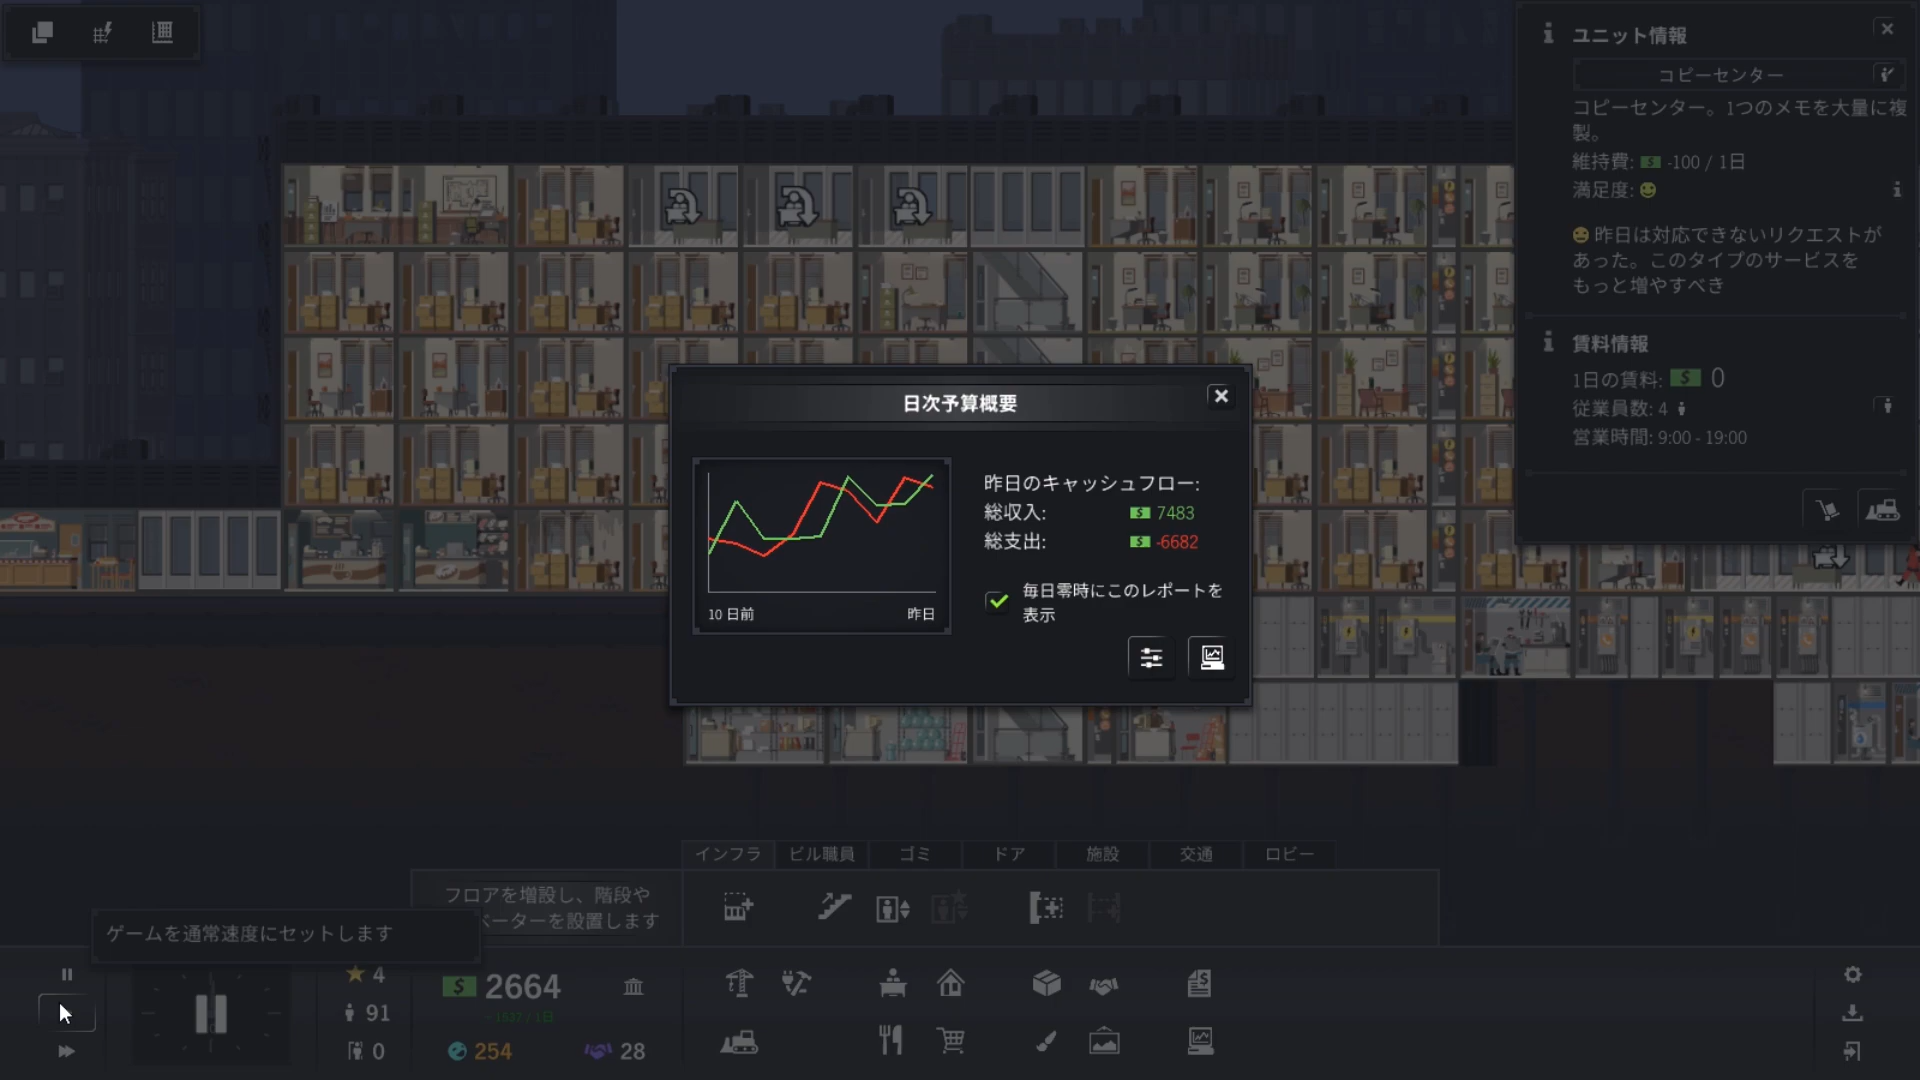 ユニット情報
コピーセンター
コピーセンター。1つのメモを大量に複
製。
維持費: $ -100 / 1日
満足度:
昨日は対応できないリクエストが
あった。このタイプのサービスを
もっと増やすべき
賃料情報
1日の賃料: $ 0
従業員数: 4
営業時間: 9:00 - 19:00
日次予算概要
昨日のキャッシュフロー:
総収入: $ 7483
総支出: $ -6682
10 日前
昨日
毎日零時にこのレポートを
表示
インフラ
ビル職員
ゴミ
ドア
施設
交通
ロビー
フロアを増設し、階段や
ベーターを設置します
ゲームを通常速度にセットします
4
91
0
$ 2664
~ 1537 / 1日
254
28